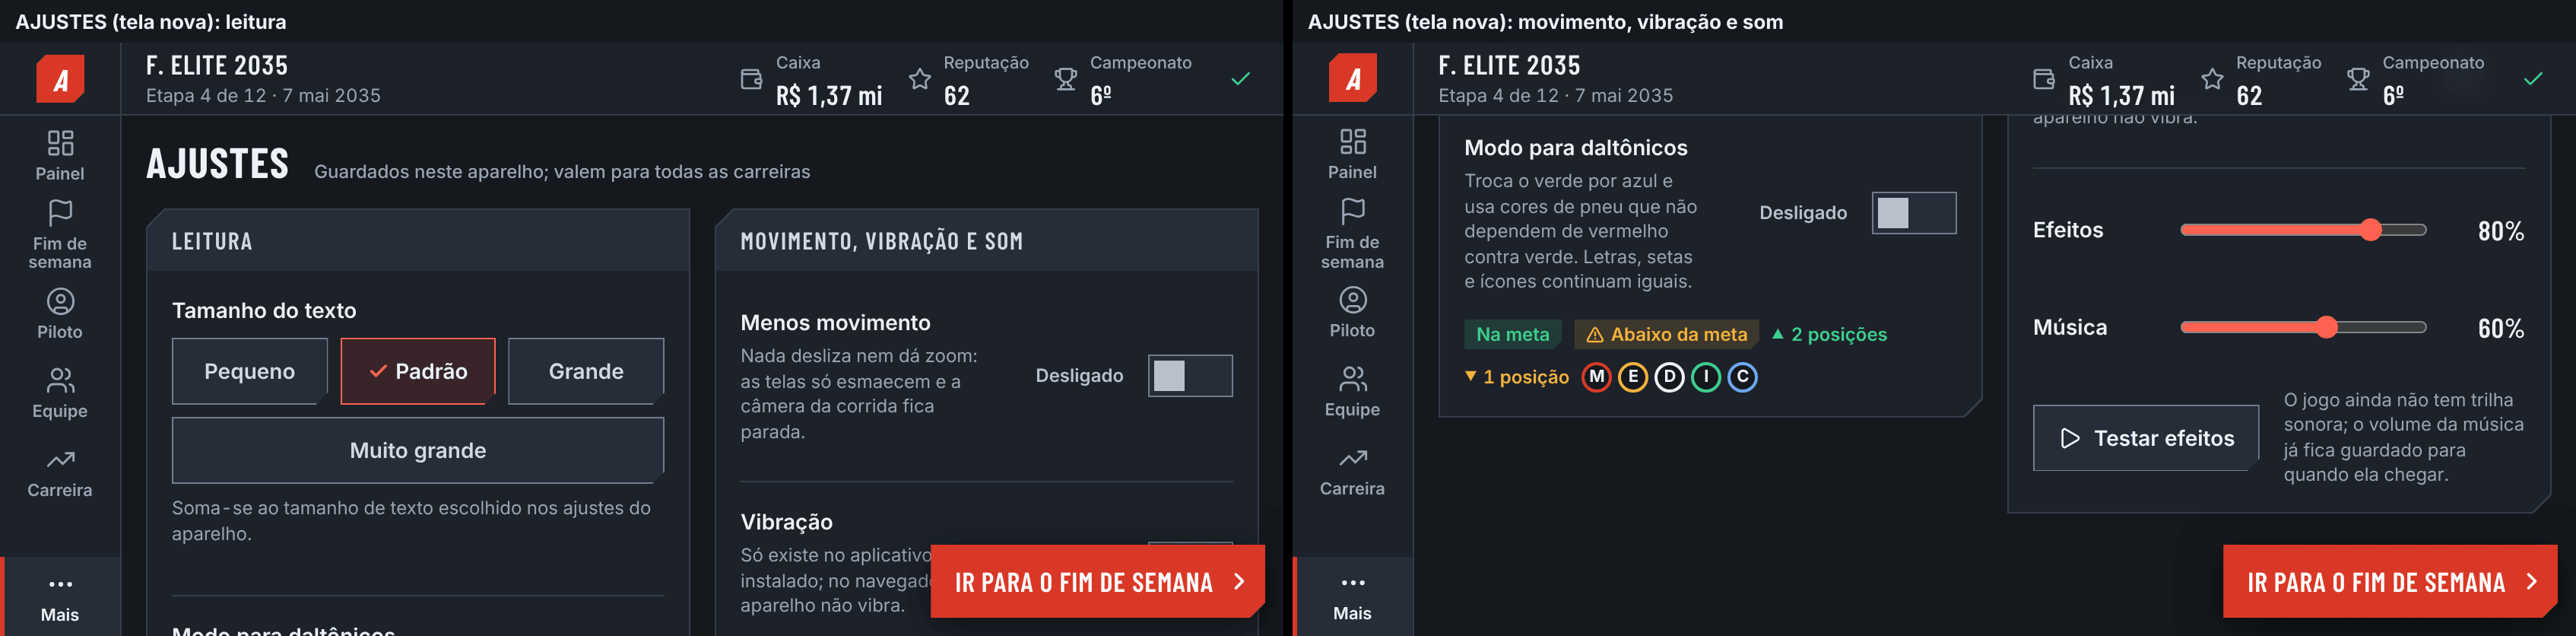 AJUSTES (tela nova): leitura
A
F. ELITE 2035
Etapa 4 de 12 · 7 mai 2035
Caixa
R$ 1,37 mi
Reputação
62
Campeonato
6º
Painel
Fim de
semana
Piloto
Equipe
Carreira
Mais
AJUSTES
Guardados neste aparelho; valem para todas as carreiras
LEITURA
Tamanho do texto
Pequeno
Padrão
Grande
Muito grande
Soma-se ao tamanho de texto escolhido nos ajustes do
aparelho.
Modo para daltônicos
MOVIMENTO, VIBRAÇÃO E SOM
Menos movimento
Nada desliza nem dá zoom:
as telas só esmaecem e a
câmera da corrida fica
parada.
Desligado
Vibração
Só existe no aplicativo
instalado; no navegad
aparelho não vibra.
IR PARA O FIM DE SEMANA
AJUSTES (tela nova): movimento, vibração e som
A
F. ELITE 2035
Etapa 4 de 12 · 7 mai 2035
Caixa
R$ 1,37 mi
Reputação
62
Campeonato
6º
Painel
Fim de
semana
Piloto
Equipe
Carreira
Mais
Modo para daltônicos
Troca o verde por azul e
usa cores de pneu que não
dependem de vermelho
contra verde. Letras, setas
e ícones continuam iguais.
Desligado
Na meta
Abaixo da meta
2 posições
1 posição
M E D I C
aparelho não vibra.
Efeitos
80%
Música
60%
Testar efeitos
O jogo ainda não tem trilha
sonora; o volume da música
já fica guardado para
quando ela chegar.
IR PARA O FIM DE SEMANA